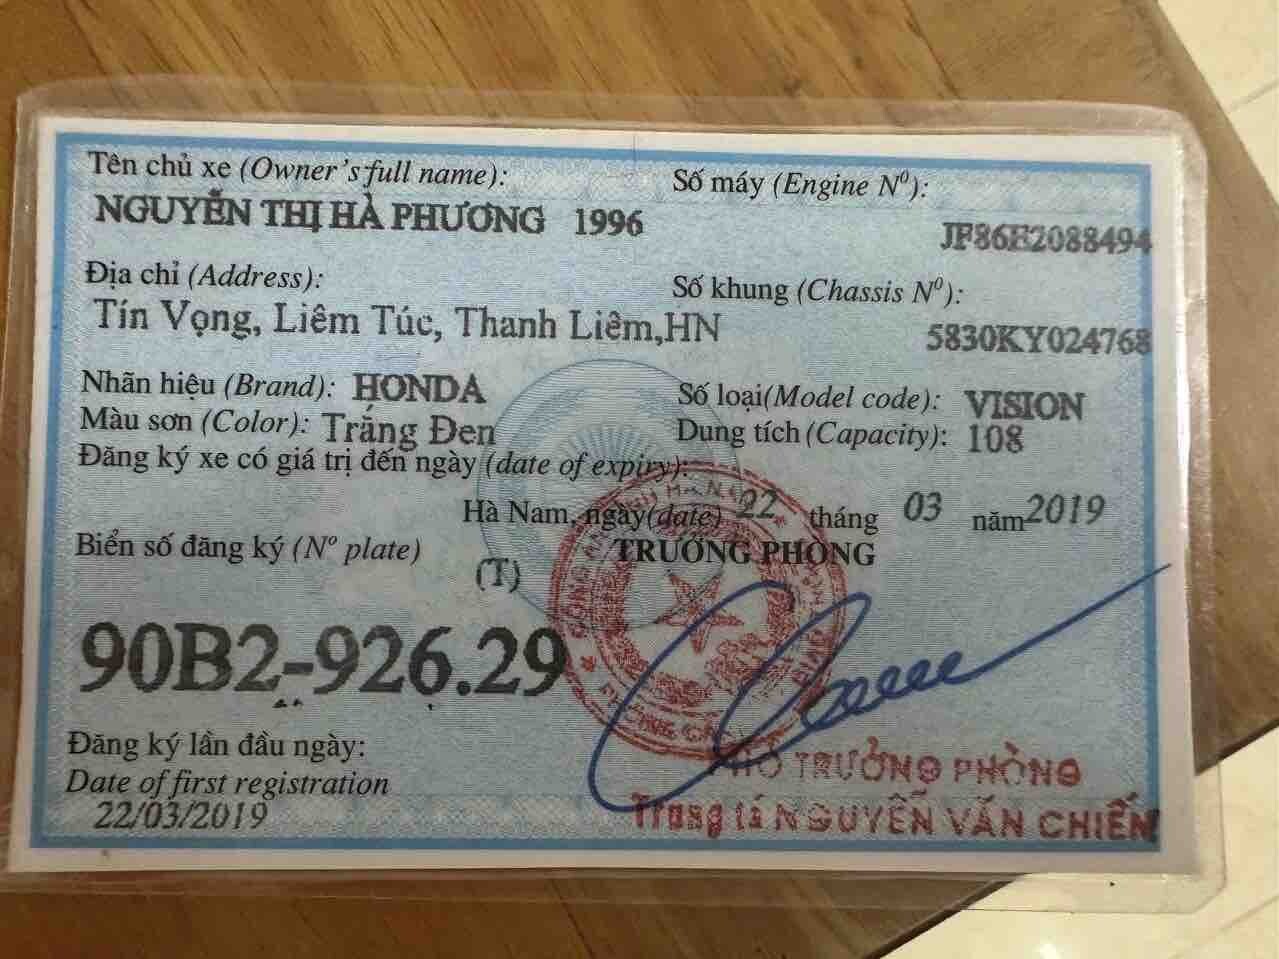 Tên chủ xe (Owner's full name):
NGUYỄN THỊ HÀ PHƯƠNG 1996
Số máy (Engine Nº):
JF86E2088494
Địa chỉ (Address):
Tín Vọng, Liêm Túc, Thanh Liêm,HN
Số khung (Chassis Nº):
5830KY024768
Nhãn hiệu (Brand): HONDA
Số loại(Model code): VISION
Màu sơn (Color): Trắng Đen
Dung tích (Capacity): 108
Đăng ký xe có giá trị đến ngày (date of expiry):
Hà Nam, ngày(date) 22 tháng 03 năm 2019
Biển số đăng ký (Nº plate)
(T)
TRƯỞNG PHÒNG
90B2-926.29
Đăng ký lần đầu ngày:
Date of first registration
22/03/2019
PHÓ TRƯỞNG PHÒNG
Trung tá NGUYỄN VĂN CHIẾN